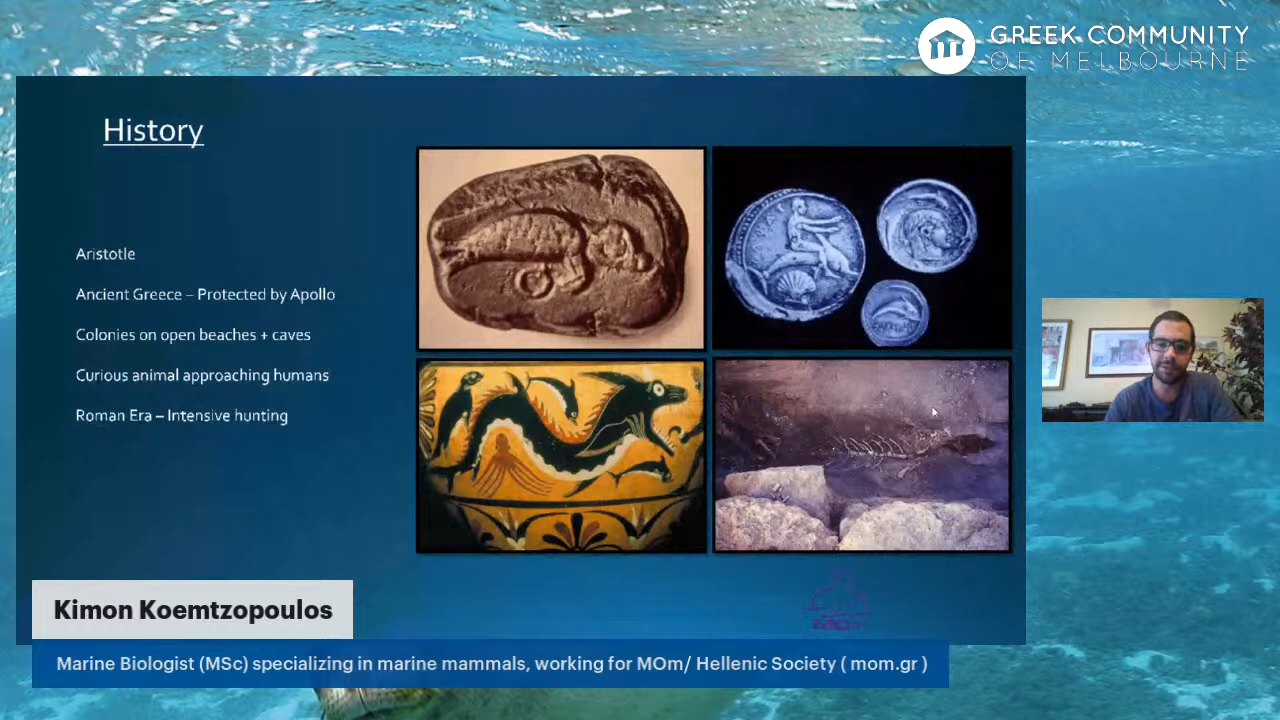 GREEK COMMUNITY
OF MELBOURNE
History
Aristotle
Ancient Greece – Protected by Apollo
Colonies on open beaches + caves
Curious animal approaching humans
Roman Era – Intensive hunting
Kimon Koemtzopoulos
Marine Biologist (MSc) specializing in marine mammals, working for MOm/ Hellenic Society ( mom.gr )